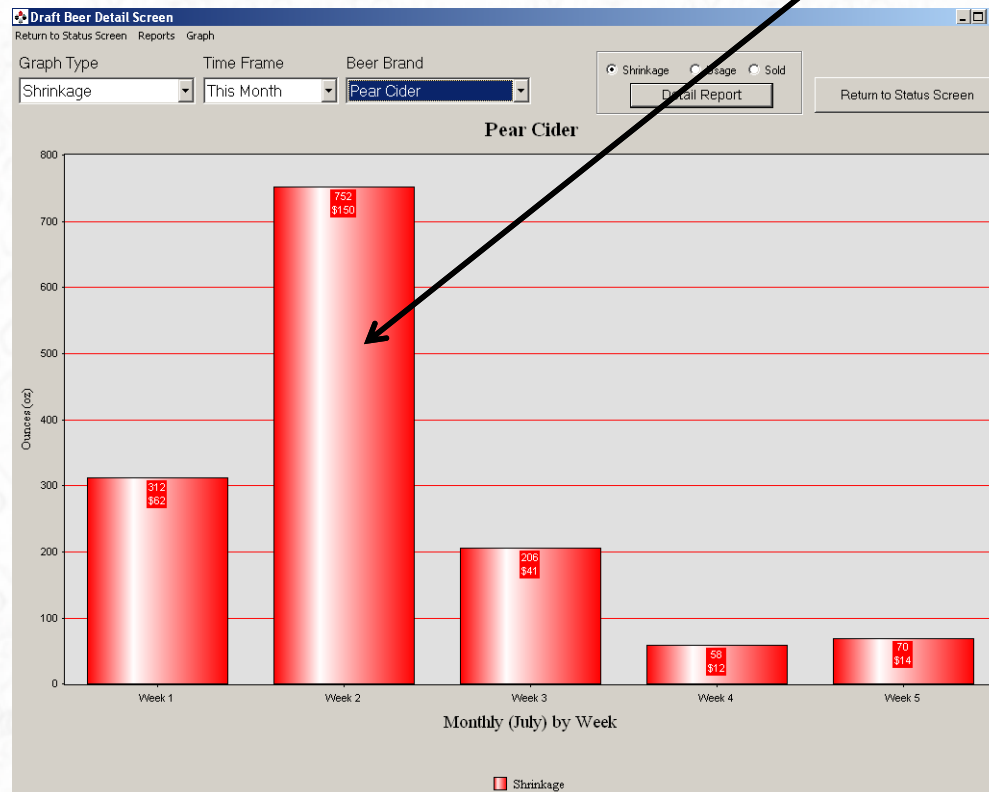 Draft Beer Detail Screen
Return to Status Screen Reports Graph
Graph Type Time Frame Beer Brand
Shrinkage This Month Pear Cider
Shrinkage Usage Sold
Detail Report
Return to Status Screen
Pear Cider
800
700
600
500
400
300
200
100
0
Ounces (oz)
312
$62
752
$150
206
$41
58
$12
70
$14
Week 1 Week 2 Week 3 Week 4 Week 5
Monthly (July) by Week
Shrinkage